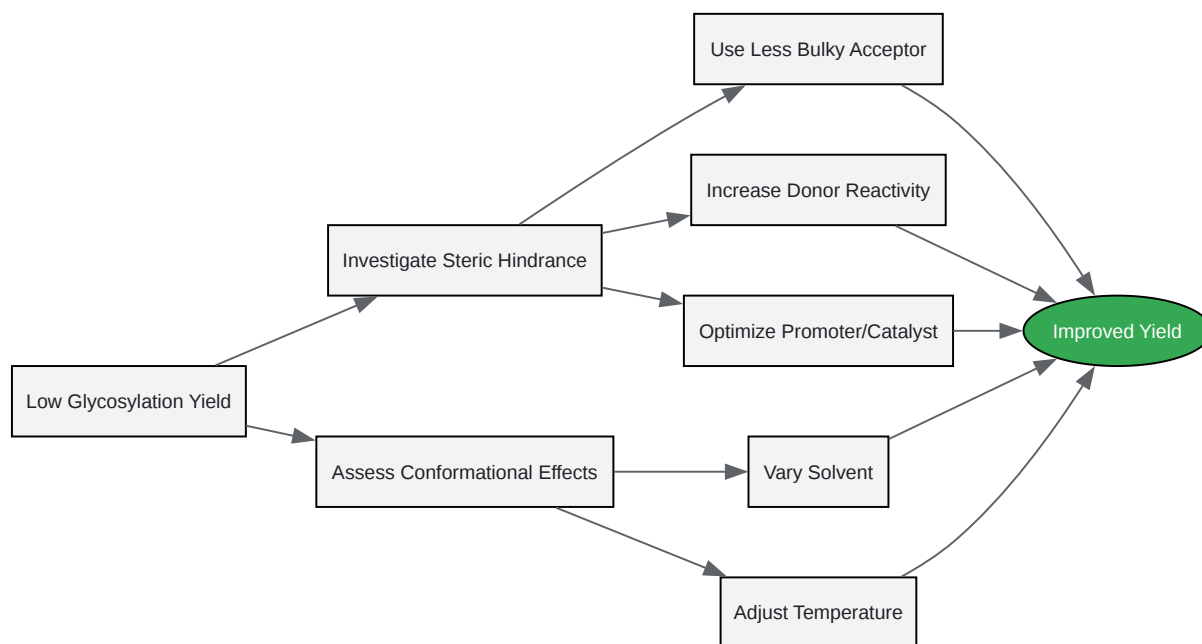 Low Glycosylation Yield
Investigate Steric Hindrance
Assess Conformational Effects
Use Less Bulky Acceptor
Increase Donor Reactivity
Optimize Promoter/Catalyst
Vary Solvent
Adjust Temperature
Improved Yield